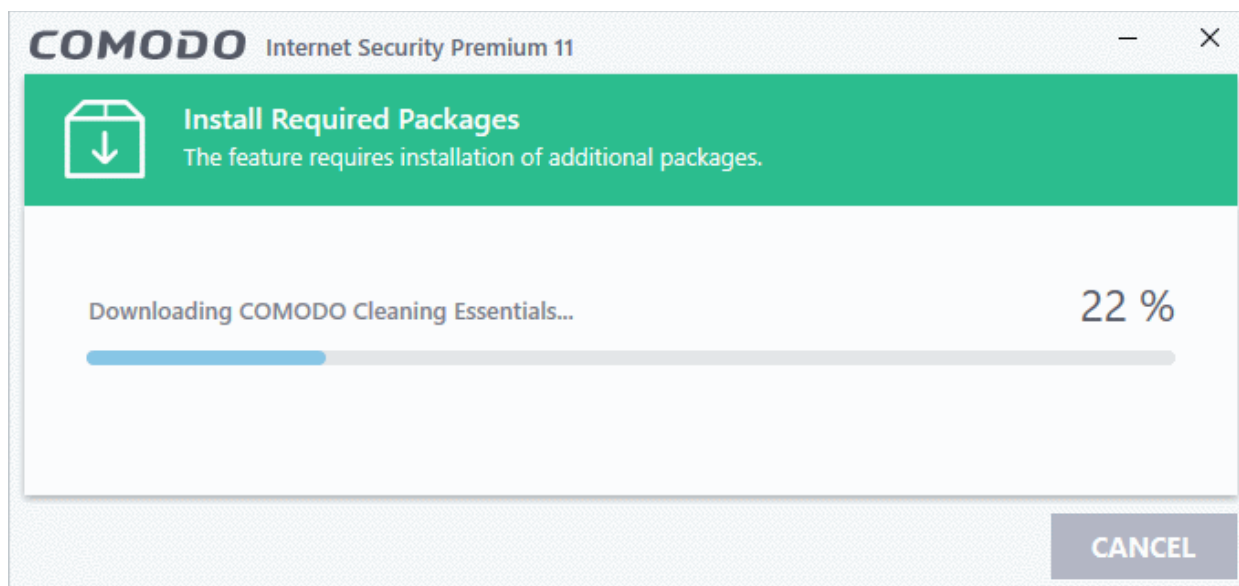 COMODO Internet Security Premium 11
Install Required Packages
The feature requires installation of additional packages.
Downloading COMODO Cleaning Essentials... 22 %
CANCEL